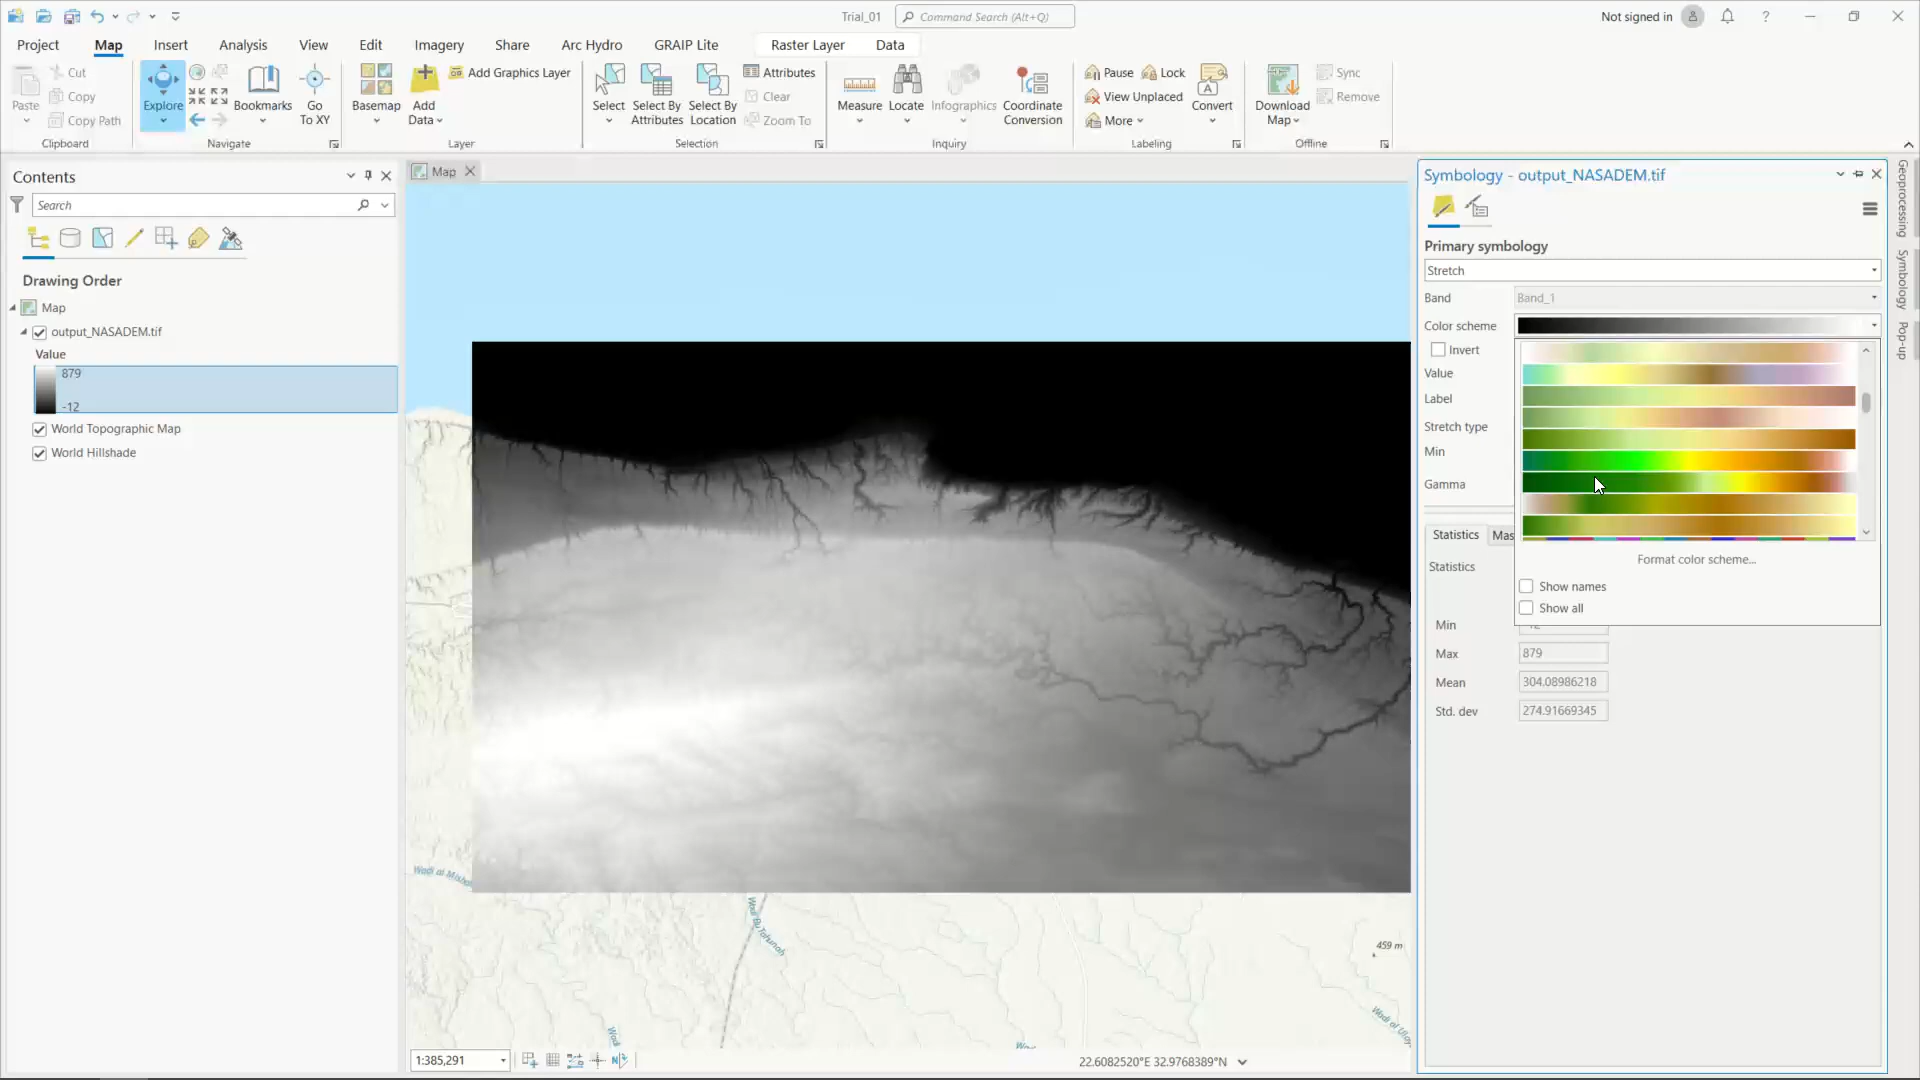 Trial_01
Command Search (Alt+Q)
Not signed in
Project
Map
Insert
Analysis
View
Edit
Imagery
Share
Arc Hydro
GRAIP Lite
Raster Layer
Data
Paste
Cut
Copy
Copy Path
Clipboard
Explore
Bookmarks
Go
To XY
Navigate
Basemap
Add
Data
Add Graphics Layer
Layer
Select
Select By
Attributes
Select By
Location
Attributes
Clear
Zoom To
Selection
Measure
Locate
Infographics
Coordinate
Conversion
Inquiry
Pause
Lock
View Unplaced
More
Convert
Labeling
Download
Map
Sync
Remove
Offline
Contents
Search
Drawing Order
Map
output_NASADEM.tif
Value
879
-12
World Topographic Map
World Hillshade
Map
Wadi Bu Tahunah
459 m
Wadi
1:385,291
22.6082520°E 32.9768389°N
Symbology - output_NASADEM.tif
Primary symbology
Stretch
Band
Band_1
Color scheme
Invert
Value
Label
Stretch type
Min
Gamma
Format color scheme...
Show names
Show all
Statistics
Mas
Statistics
Min
Max
879
Mean
304.08986218
Std. dev
274.91669345
Geoprocessing
Symbology
Pop-up